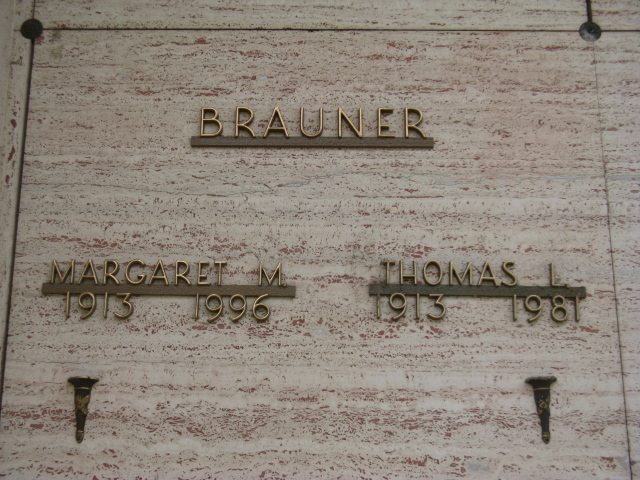 BRAUNER
MARGARET M. THOMAS L.
1913 1996 1913 1981